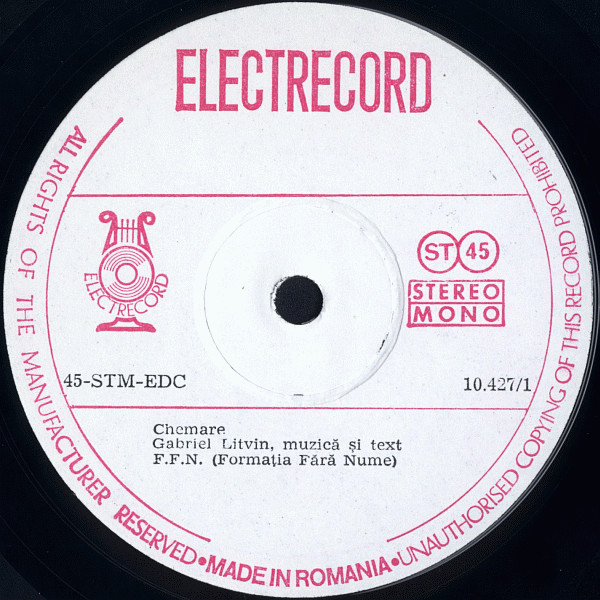 ELECTRECORD
ELECTRECORD
ST 45
STEREO
MONO
45-STM-EDC
10.427/1
Chemare
Gabriel Litvin, muzică și text
F.F.N. (Formația Fără Nume)
ALL RIGHTS OF THE MANUFACTURER RESERVED • MADE IN ROMANIA • UNAUTHORISED COPYING OF THIS RECORD PROHIBITED